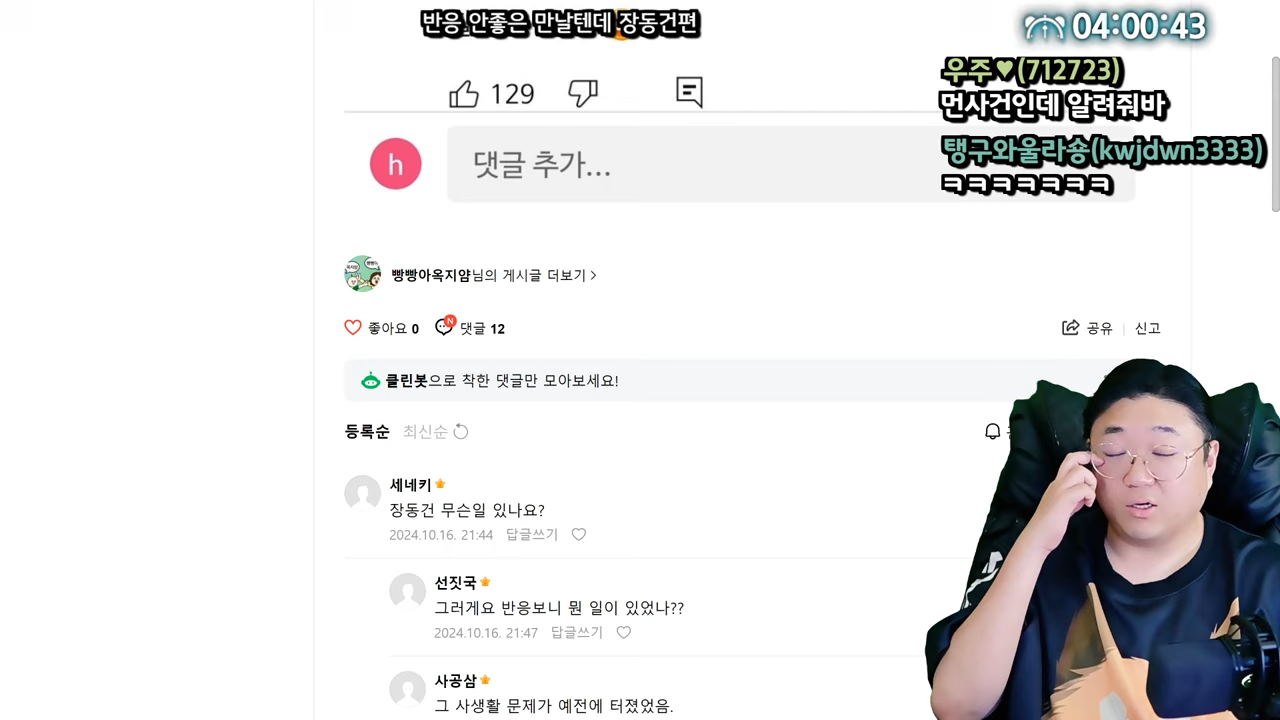 반응 안좋은 만날텐데 장동건편
04:00:43
우주♥(712723)
먼사건인데 알려줘바
탱구와울라숑(kwjdwn3333)
ㅋㅋㅋㅋㅋㅋㅋ
129
h
댓글 추가...
빵빵아옥지얌님의 게시글 더보기 >
좋아요 0
N
댓글 12
공유
신고
클린봇으로 착한 댓글만 모아보세요!
등록순 최신순
세네키
장동건 무슨일 있나요?
2024.10.16. 21:44 답글쓰기
선짓국
그러게요 반응보니 뭔 일이 있었나??
2024.10.16. 21:47 답글쓰기
사공삼
그 사생활 문제가 예전에 터졌었음.